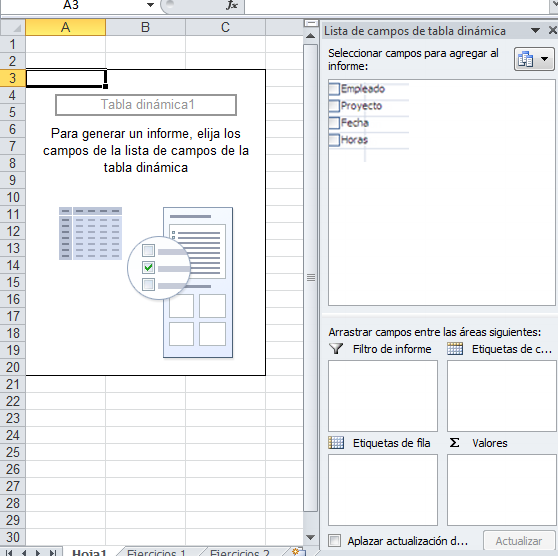 A3
fx
Lista de campos de tabla dinámica
A B C
Seleccionar campos para agregar al
informe:
Empleado
Proyecto
Fecha
Horas
1
2
3
4
5
6
7
8
9
10
11
12
13
14
15
16
17
18
19
20
21
22
23
24
25
26
27
28
29
30
Tabla dinámica1
Para generar un informe, elija los
campos de la lista de campos de la
tabla dinámica
Arrastrar campos entre las áreas siguientes:
Filtro de informe
Etiquetas de c...
Etiquetas de fila
Σ Valores
Aplazar actualización d...
Actualizar
Hoja1
Ejercicios 1
Ejercicios 2